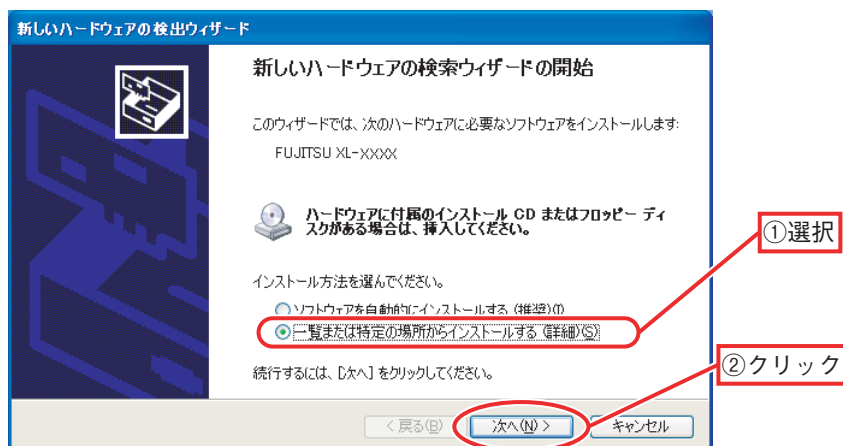 新しいハードウェアの検出ウィザード
新しいハードウェアの検索ウィザードの開始
このウィザードでは、次のハードウェアに必要なソフトウェアをインストールします:
FUJITSU XL-XXXX
ハードウェアに付属のインストール CD またはフロッピー ディ
スクがある場合は、挿入してください。
①選択
インストール方法を選んでください。
ソフトウェアを自動的にインストールする (推奨)(I)
一覧または特定の場所からインストールする (詳細)(S)
②クリック
続行するには、[次へ] をクリックしてください。
< 戻る(B)
次へ(N) >
キャンセル